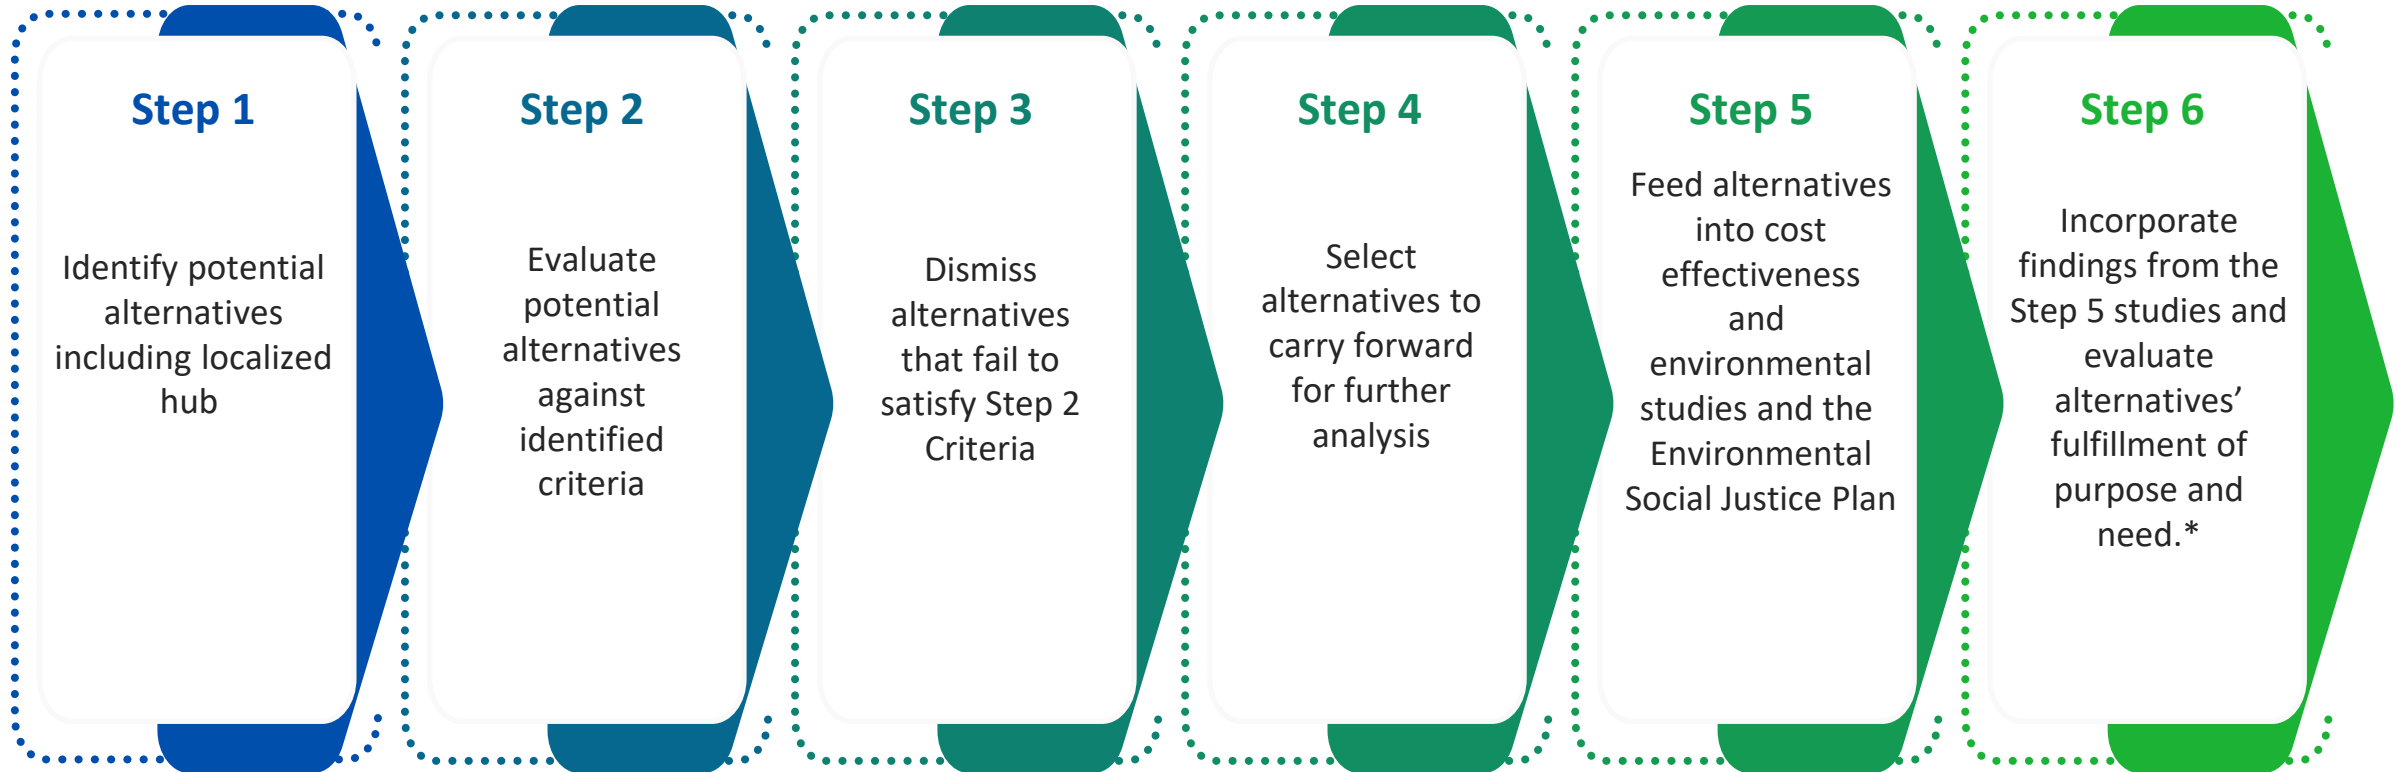 Step 1
Identify potential
alternatives
including localized
hub
Step 2
Evaluate
potential
alternatives
against
identified
criteria
Step 3
Dismiss
alternatives
that fail to
satisfy Step 2
Criteria
Step 4
Select
alternatives to
carry forward
for further
analysis
Step 5
Feed alternatives
into cost
effectiveness
and
environmental
studies and the
Environmental
Social Justice Plan
Step 6
Incorporate
findings from the
Step 5 studies and
evaluate
alternatives’
fulfillment of
purpose and
need.*